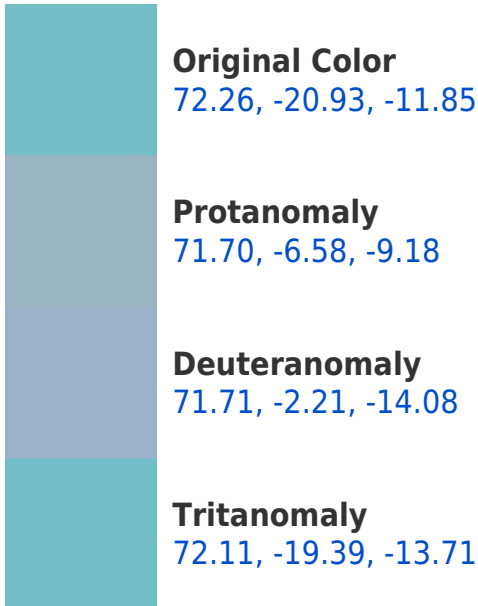 Original Color
72.26, -20.93, -11.85
Protanomaly
71.70, -6.58, -9.18
Deuteranomaly
71.71, -2.21, -14.08
Tritanomaly
72.11, -19.39, -13.71